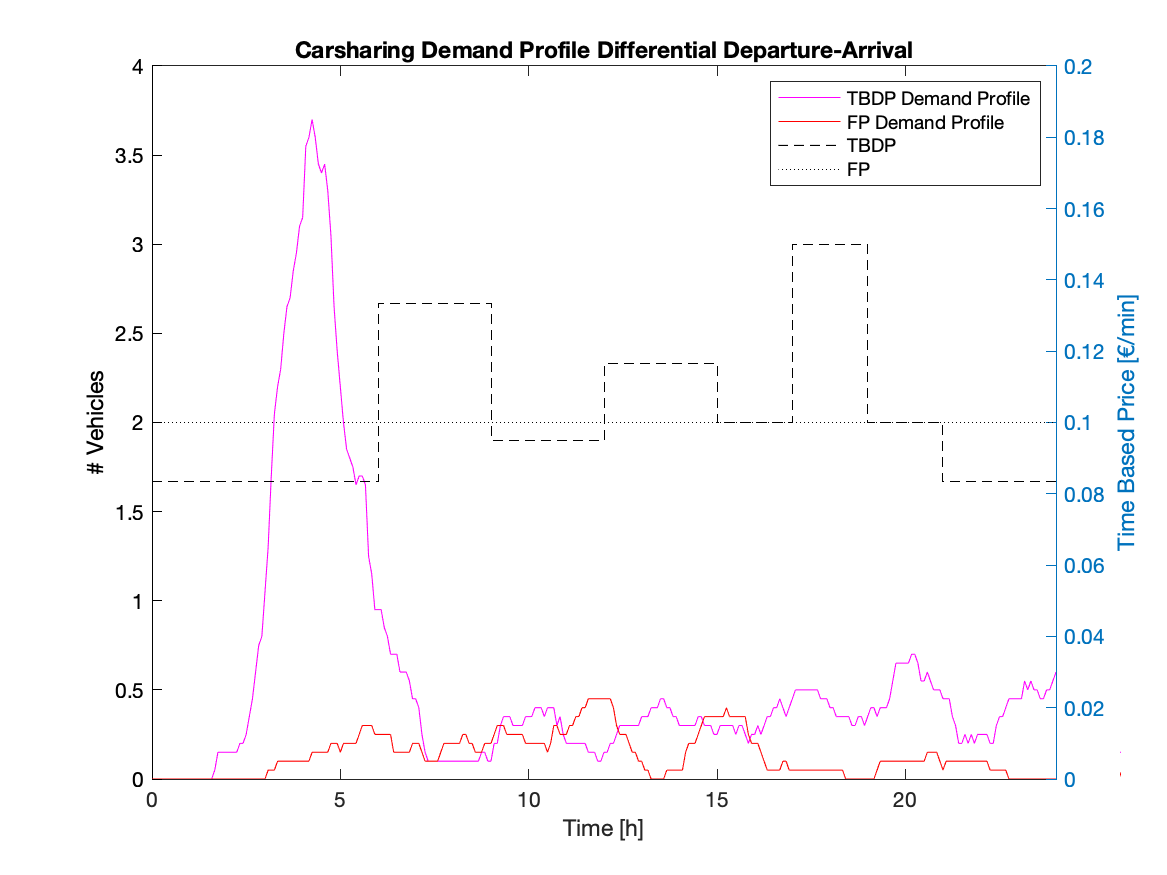 Carsharing Demand Profile Differential Departure-Arrival
4
3.5
3
2.5
2
1.5
1
0.5
0
# Vehicles
0.2
0.18
0.16
0.14
0.12
0.1
0.08
0.06
0.04
0.02
0
Time Based Price [€/min]
TBDP Demand Profile
FP Demand Profile
TBDP
FP
0 5 10 15 20
Time [h]